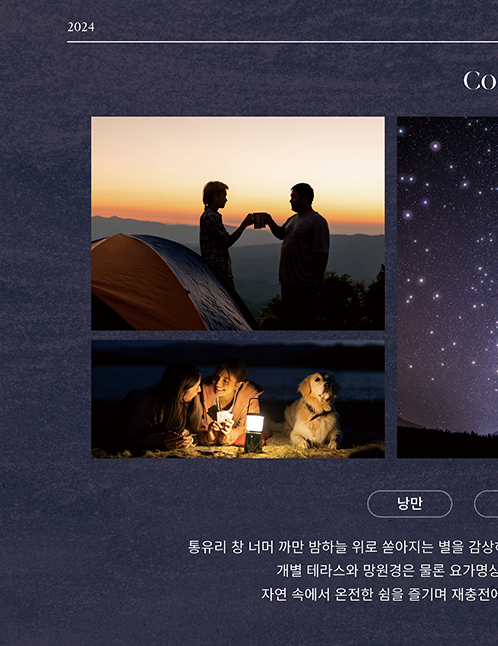 2024
Co
낭만
통유리 창 너머 까만 밤하늘 위로 쏟아지는 별을 감상
개별 테라스와 망원경은 물론 요가명상
자연 속에서 온전한 쉼을 즐기며 재충전